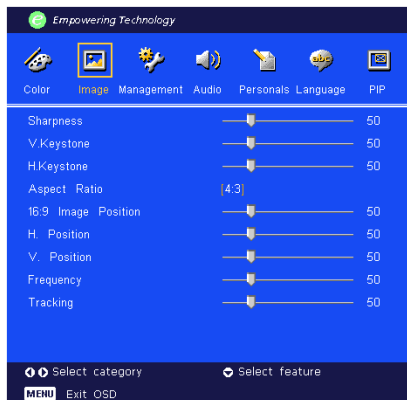 e Empowering Technology
abc
Color Image Management Audio Personals Language PIP
Sharpness 50
V.Keystone 50
H.Keystone 50
Aspect Ratio [4:3]
16:9 Image Position 50
H. Position 50
V. Position 50
Frequency 50
Tracking 50
Select category Select feature
MENU Exit OSD